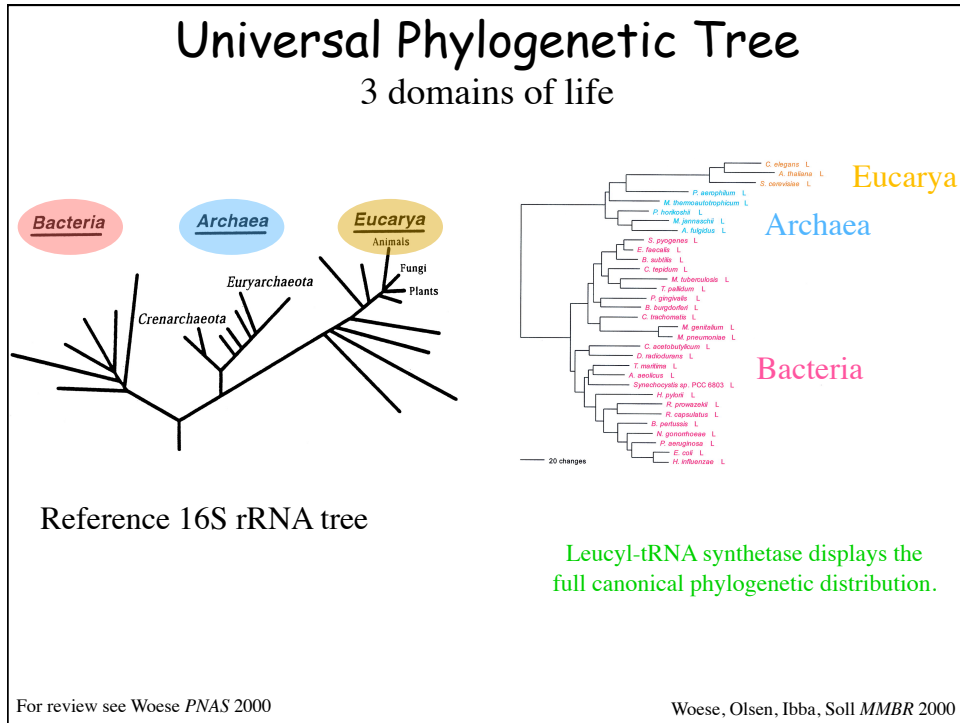 Universal Phylogenetic Tree
3 domains of life
Bacteria
Archaea
Eucarya
Animals
Fungi
Plants
Euryarchaeota
Crenarchaeota
Reference 16S rRNA tree
C. elegans L
A. thaliana L
S. cerevisiae L
P. aerophilum L
M. thermoautotrophicum L
P. horikoshii L
M. jannaschii L
A. fulgidus L
S. pyogenes L
E. faecalis L
B. subtilis L
C. tepidum L
M. tuberculosis L
T. pallidum L
P. gingivalis L
B. burgdorferi L
C. trachomatis L
M. genitalium L
M. pneumoniae L
C. acetobutylicum L
D. radiodurans L
T. maritima L
A. aeolicus L
Synechocystis sp. PCC 6803 L
H. pylorii L
R. prowazekii L
R. capsulatus L
B. pertussis L
N. gonorrhoeae L
P. aeruginosa L
E. coli L
H. influenzae L
20 changes
Eucarya
Archaea
Bacteria
Leucyl-tRNA synthetase displays the
full canonical phylogenetic distribution.
For review see Woese PNAS 2000
Woese, Olsen, Ibba, Soll MMBR 2000